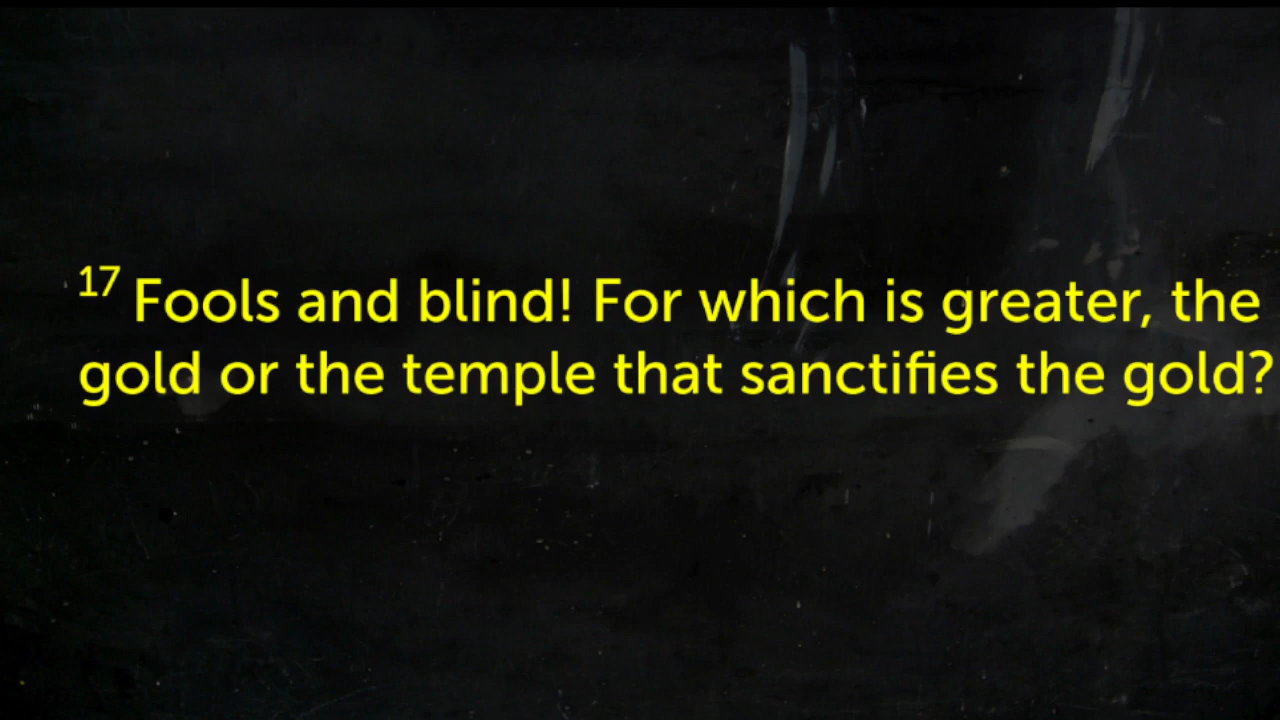 17 Fools and blind! For which is greater, the
gold or the temple that sanctifies the gold?